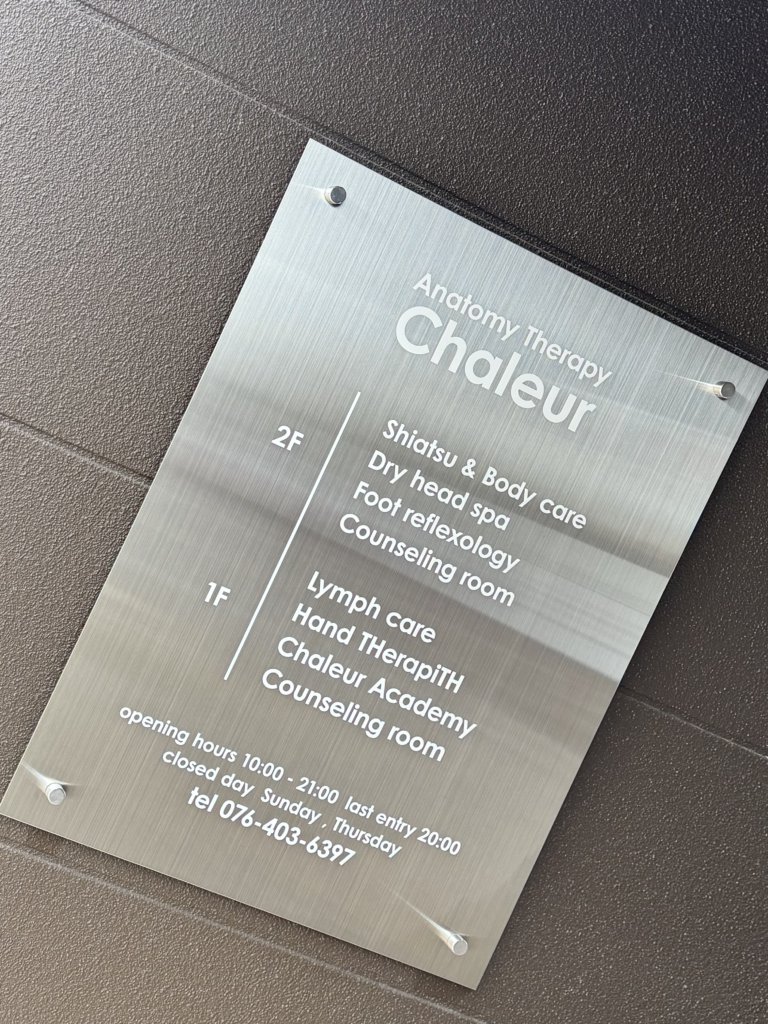 Anatomy Therapy
Chaleur
2F
Shiatsu & Body care
Dry head spa
Foot reflexology
Counseling room
1F
Lymph care
Hand THerapiTH
Chaleur Academy
Counseling room
opening hours 10:00 - 21:00 last entry 20:00
closed day Sunday , Thursday
tel 076-403-6397